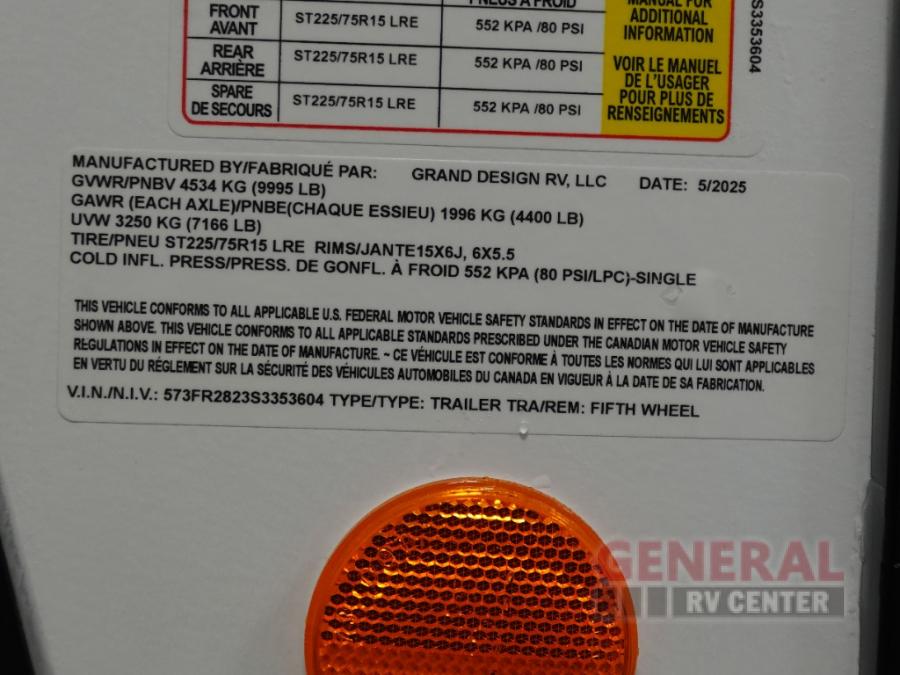 PNEUS À FROID
MANUAL FOR
ADDITIONAL
INFORMATION
FRONT
AVANT
ST225/75R15 LRE
552 KPA /80 PSI
REAR
ARRIÈRE
ST225/75R15 LRE
552 KPA /80 PSI
VOIR LE MANUEL
DE L'USAGER
POUR PLUS DE
RENSEIGNEMENTS
SPARE
DE SECOURS
ST225/75R15 LRE
552 KPA /80 PSI
S3353604
MANUFACTURED BY/FABRIQUÉ PAR: GRAND DESIGN RV, LLC DATE: 5/2025
GVWR/PNBV 4534 KG (9995 LB)
GAWR (EACH AXLE)/PNBE(CHAQUE ESSIEU) 1996 KG (4400 LB)
UVW 3250 KG (7166 LB)
TIRE/PNEU ST225/75R15 LRE RIMS/JANTE15X6J, 6X5.5
COLD INFL. PRESS/PRESS. DE GONFL. À FROID 552 KPA (80 PSI/LPC)-SINGLE
THIS VEHICLE CONFORMS TO ALL APPLICABLE U.S. FEDERAL MOTOR VEHICLE SAFETY STANDARDS IN EFFECT ON THE DATE OF MANUFACTURE
SHOWN ABOVE. THIS VEHICLE CONFORMS TO ALL APPLICABLE STANDARDS PRESCRIBED UNDER THE CANADIAN MOTOR VEHICLE SAFETY
REGULATIONS IN EFFECT ON THE DATE OF MANUFACTURE. ~ CE VÉHICULE EST CONFORME À TOUTES LES NORMES QUI LUI SONT APPLICABLES
EN VERTU DU RÉGLEMENT SUR LA SÉCURITÉ DES VÉHICULES AUTOMOBILES DU CANADA EN VIGUEUR À LA DATE DE SA FABRICATION.
V.I.N./N.I.V.: 573FR2823S3353604 TYPE/TYPE: TRAILER TRA/REM: FIFTH WHEEL
GENERAL
RV CENTER